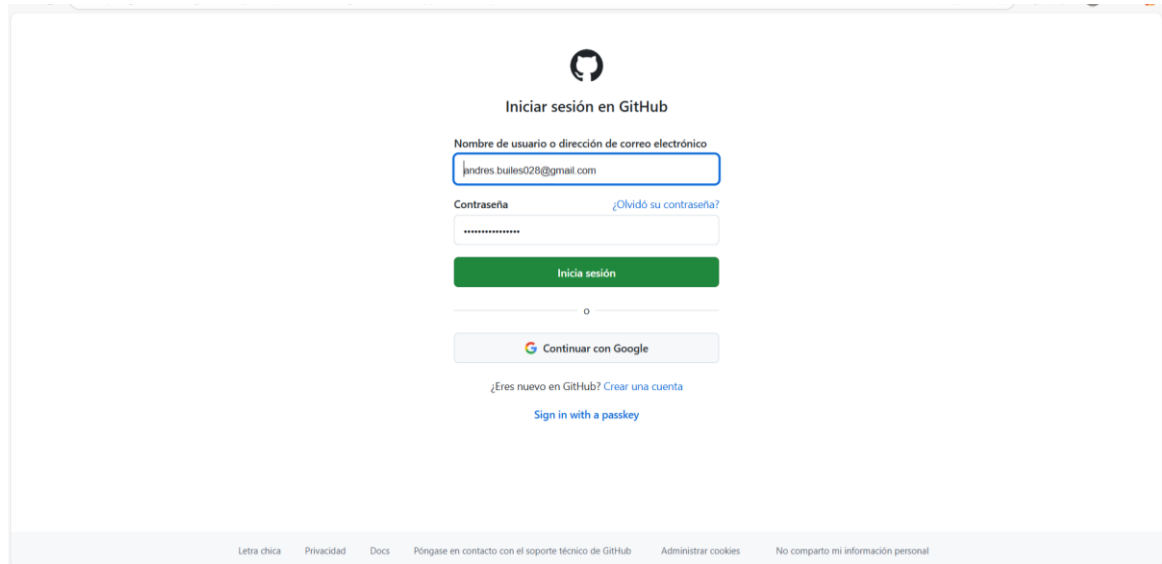 Iniciar sesión en GitHub
Nombre de usuario o dirección de correo electrónico
andres.builes028@gmail.com
Contraseña ¿Olvidó su contraseña?
••••••••••••••••
Inicia sesión
o
Continuar con Google
¿Eres nuevo en GitHub? Crear una cuenta
Sign in with a passkey
Letra chica Privacidad Docs Póngase en contacto con el soporte técnico de GitHub Administrar cookies No comparto mi información personal